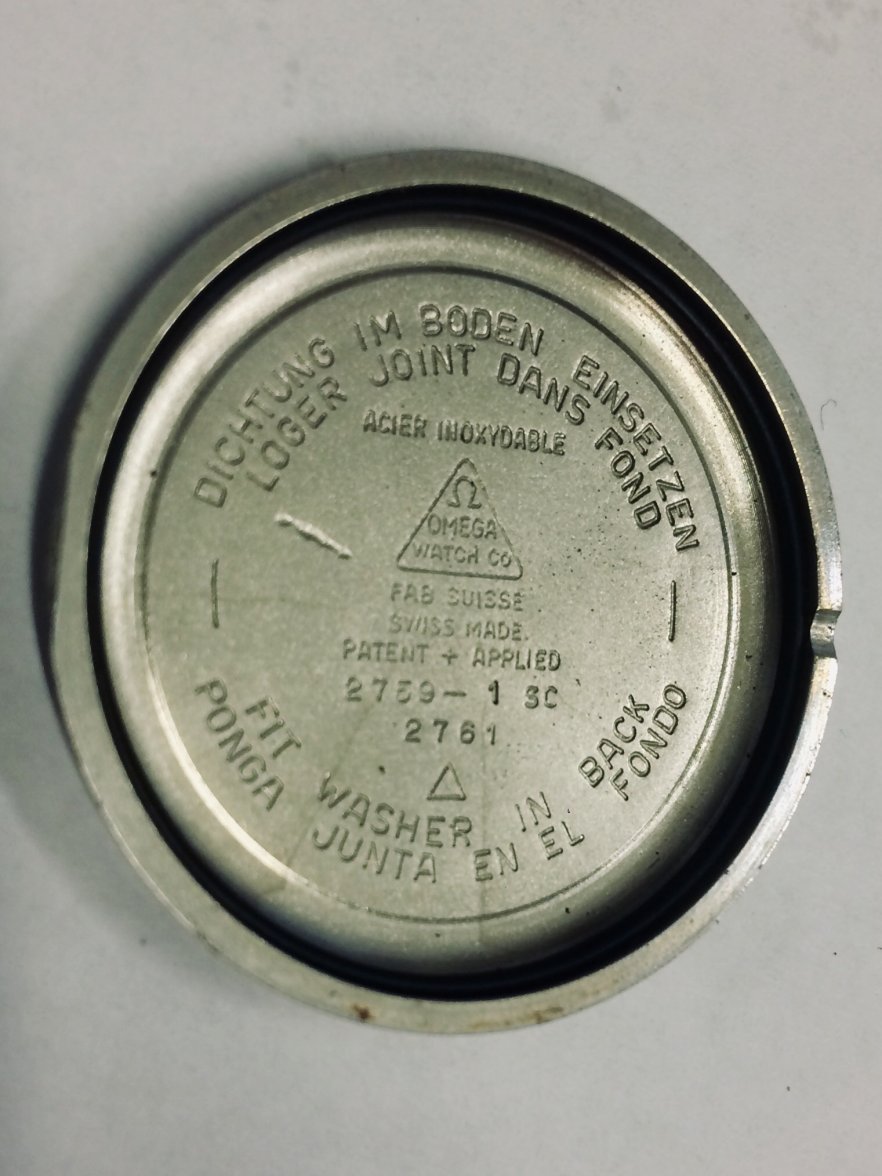 DICHTUNG IM BODEN EINSETZEN
LOGER JOINT DANS FOND
ACIER INOXYDABLE
Ω
OMEGA
WATCH CO
FAB SUISSE
SWISS MADE.
PATENT + APPLIED
2759-1 SC
2761
FIT WASHER IN BACK
PONGA JUNTA EN EL FONDO